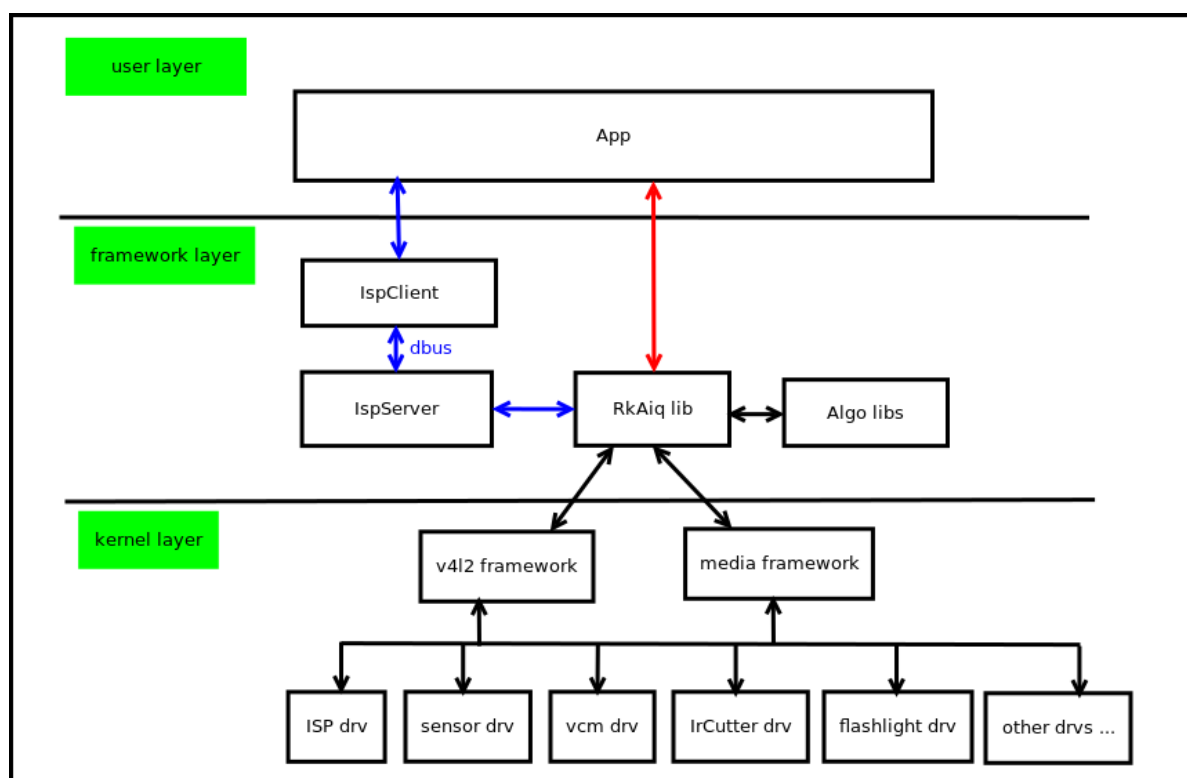 user layer
App
framework layer
IspClient
dbus
IspServer
RkAiq lib
Algo libs
kernel layer
v4l2 framework
media framework
ISP drv
sensor drv
vcm drv
IrCutter drv
flashlight drv
other drvs ...